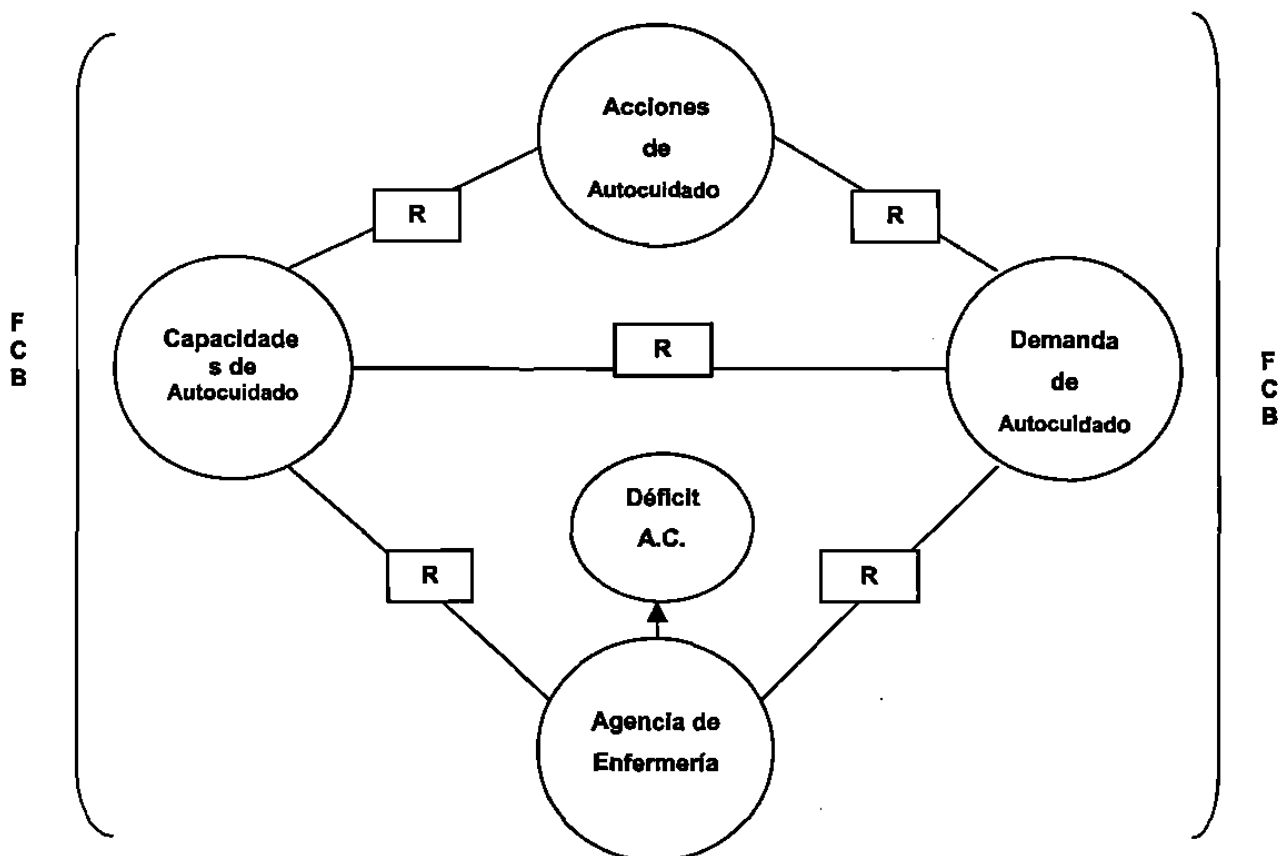 Acciones
de
Autocuidado
R
R
F
C
B
Capacidade
s de
Autocuidado
R
Demanda
de
Autocuidado
F
C
B
Déficit
A.C.
R
R
Agencia de
Enfermería